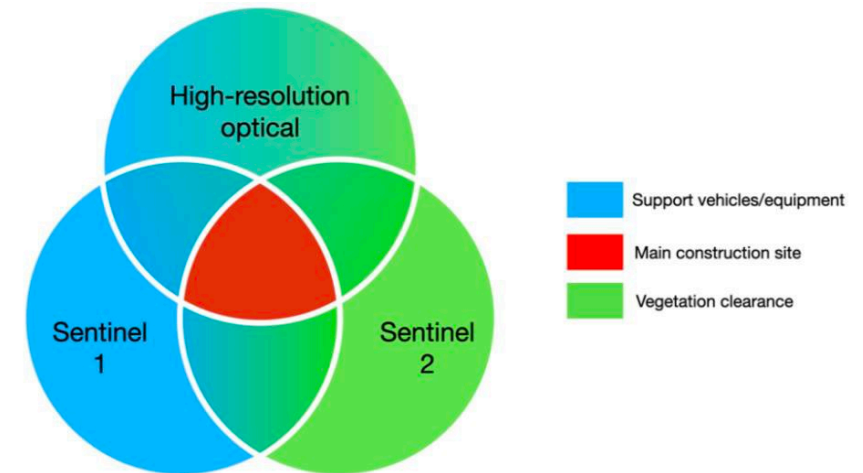 High-resolution
optical
Sentinel
1
Sentinel
2
Support vehicles/equipment
Main construction site
Vegetation clearance